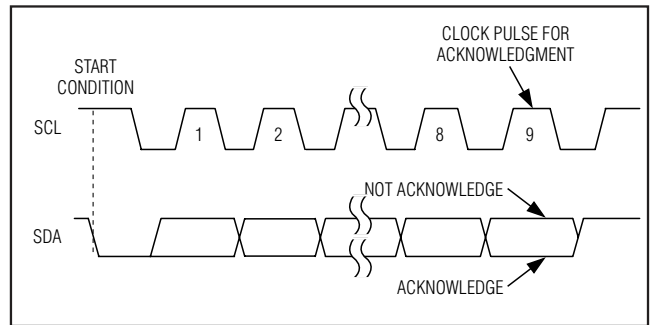 CLOCK PULSE FOR
ACKNOWLEDGMENT
START
CONDITION
SCL
1
2
8
9
NOT ACKNOWLEDGE
SDA
ACKNOWLEDGE